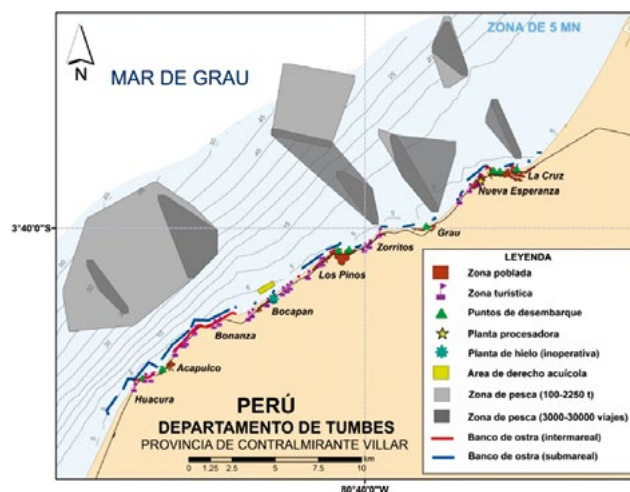 ZONA DE 5 MN
N
MAR DE GRAU
3°40'0"S
La Cruz
Nueva Esperanza
Grau
Zorritos
Los Pinos
Bocapan
Bonanza
Acapulco
Huacura
LEYENDA
Zona poblada
Zona turística
Puntos de desembarque
Planta procesadora
Planta de hielo (inoperativa)
Área de derecho acuícola
Zona de pesca (100-2250 t)
Zona de pesca (3000-30000 viajes)
Banco de ostra (intermareal)
Banco de ostra (submareal)
PERÚ
DEPARTAMENTO DE TUMBES
PROVINCIA DE CONTRALMIRANTE VILLAR
0 1.25 2.5 5 7.5 10
km
80°40'0"W